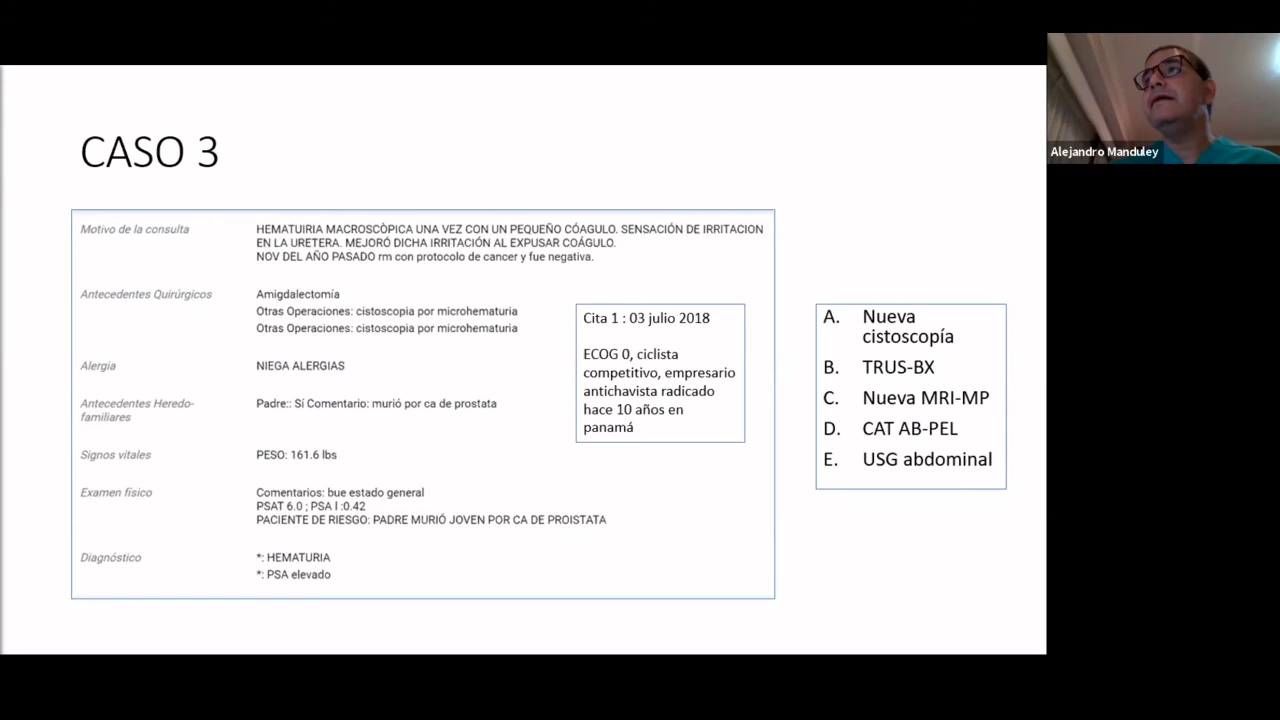 CASO 3
Motivo de la consulta
HEMATUIRIA MACROSCÒPICA UNA VEZ CON UN PEQUEÑO CÓAGULO. SENSACIÓN DE IRRITACION
EN LA URETERA. MEJORÓ DICHA IRRITACIÓN AL EXPUSAR COÁGULO.
NOV DEL AÑO PASADO rm con protocolo de cancer y fue negativa.
Antecedentes Quirúrgicos
Amigdalectomía
Otras Operaciones: cistoscopia por microhematuria
Otras Operaciones: cistoscopia por microhematuria
Alergia
NIEGA ALERGIAS
Antecedentes Heredo-
familiares
Padre:: Sí Comentario: murió por ca de prostata
Signos vitales
PESO: 161.6 lbs
Examen físico
Comentarios: bue estado general
PSAT 6.0 ; PSA l :0.42
PACIENTE DE RIESGO: PADRE MURIÓ JOVEN POR CA DE PROISTATA
Diagnóstico
*: HEMATURIA
*: PSA elevado
Cita 1 : 03 julio 2018
ECOG 0, ciclista
competitivo, empresario
antichavista radicado
hace 10 años en
panamá
A. Nueva
cistoscopía
B. TRUS-BX
C. Nueva MRI-MP
D. CAT AB-PEL
E. USG abdominal
Alejandro Manduley